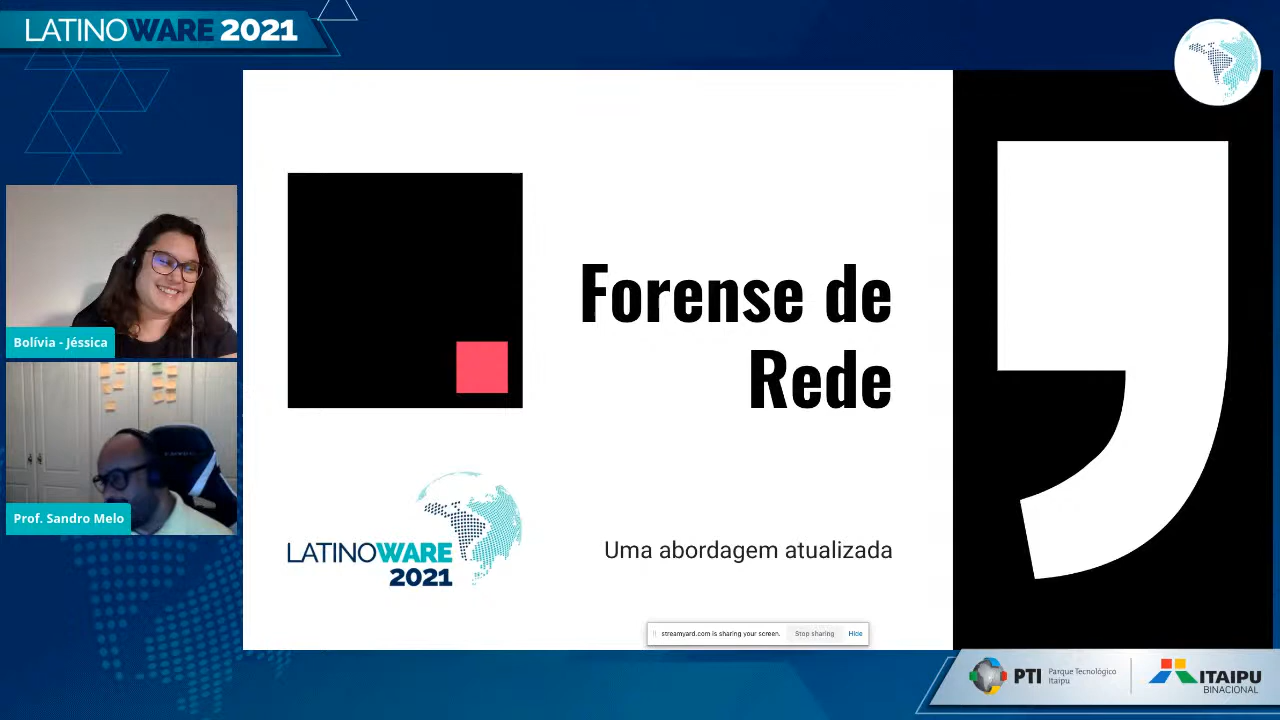 LATINOWARE 2021
Forense de
Rede
Bolívia - Jéssica
Prof. Sandro Melo
LATINOWARE
2021
Uma abordagem atualizada
streamyard.com is sharing your screen.
Stop sharing
Hide
PTI
Parque Tecnológico
Itaipu
ITAIPU
BINACIONAL